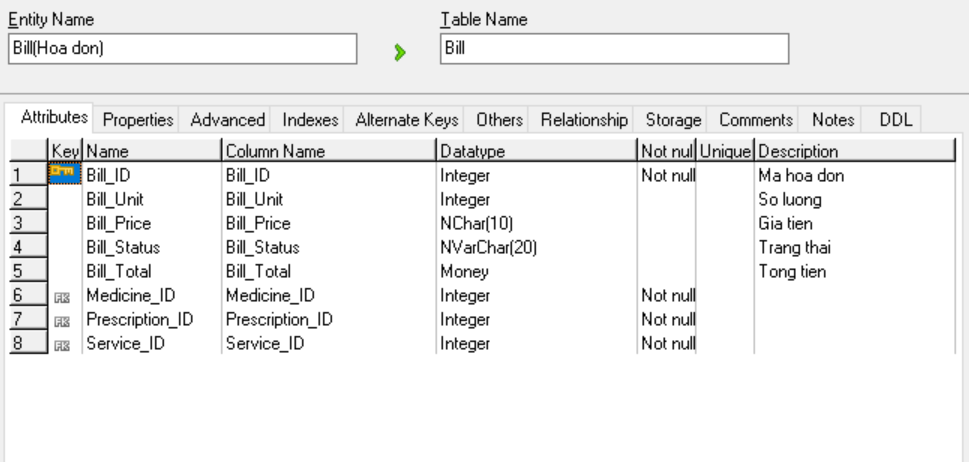 Entity Name Table Name
Bill(Hoa don) Bill
Attributes Properties Advanced Indexes Alternate Keys Others Relationship Storage Comments Notes DDL
Key Name Column Name Datatype Not nul Unique Description
1 Bill_ID Bill_ID Integer Not null Ma hoa don
2 Bill_Unit Bill_Unit Integer So luong
3 Bill_Price Bill_Price NChar(10) Gia tien
4 Bill_Status Bill_Status NVarChar(20) Trang thai
5 Bill_Total Bill_Total Money Tong tien
6 FK Medicine_ID Medicine_ID Integer Not null
7 FK Prescription_ID Prescription_ID Integer Not null
8 FK Service_ID Service_ID Integer Not null